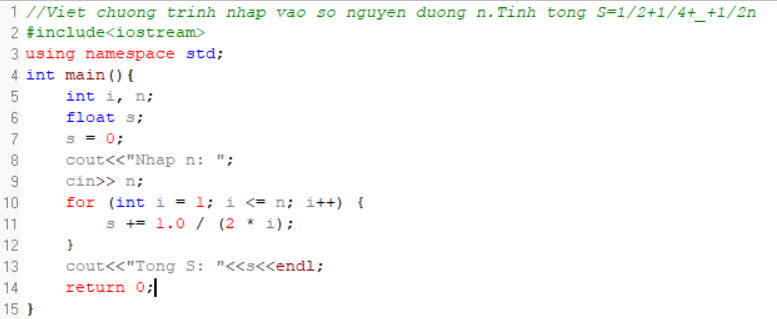 1 //Viet chuong trinh nhap vao so nguyen duong n.Tinh tong S=1/2+1/4+_+1/2n
2 #include<iostream>
3 using namespace std;
4 int main(){
5     int i, n;
6     float s;
7     s = 0;
8     cout<<"Nhap n: ";
9     cin>> n;
10     for (int i = 1; i <= n; i++) {
11         s += 1.0 / (2 * i);
12     }
13     cout<<"Tong S: "<<s<<endl;
14     return 0;
15 }